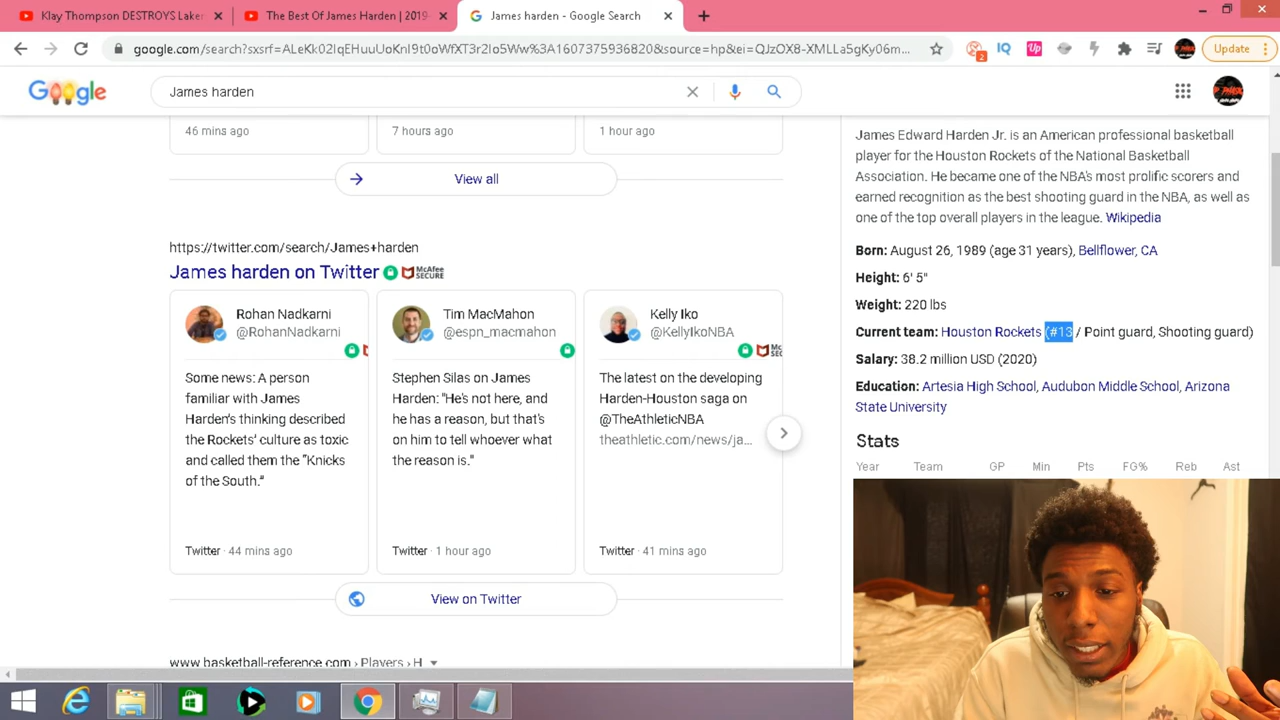 Klay Thompson DESTROYS Laker
The Best Of James Harden | 2019-
James harden - Google Search
google.com/search?sxsrf=ALeKk02IqEHuuUoKnI9t0oWfXT3r2Io5Ww%3A1607375936820&source=hp&ei=QJzOX8-XMLLa5gKy06m...
2
IQ
Up
Update
Google
James harden
46 mins ago
7 hours ago
1 hour ago
View all
https://twitter.com/search/James+harden
James harden on Twitter
McAfee
SECURE
Rohan Nadkarni
@RohanNadkarni
Some news: A person
familiar with James
Harden's thinking described
the Rockets' culture as toxic
and called them the "Knicks
of the South."
Twitter · 44 mins ago
Tim MacMahon
@espn_macmahon
Stephen Silas on James
Harden: "He's not here, and
he has a reason, but that's
on him to tell whoever what
the reason is."
Twitter · 1 hour ago
Kelly Iko
@KellyIkoNBA
The latest on the developing
Harden-Houston saga on
@TheAthleticNBA
theathletic.com/news/ja...
Twitter · 41 mins ago
View on Twitter
www.basketball-reference.com › Players › H
James Edward Harden Jr. is an American professional basketball
player for the Houston Rockets of the National Basketball
Association. He became one of the NBA's most prolific scorers and
earned recognition as the best shooting guard in the NBA, as well as
one of the top overall players in the league. Wikipedia
Born: August 26, 1989 (age 31 years), Bellflower, CA
Height: 6' 5"
Weight: 220 lbs
Current team: Houston Rockets (#13 / Point guard, Shooting guard)
Salary: 38.2 million USD (2020)
Education: Artesia High School, Audubon Middle School, Arizona
State University
Stats
Year Team GP Min Pts FG% Reb Ast